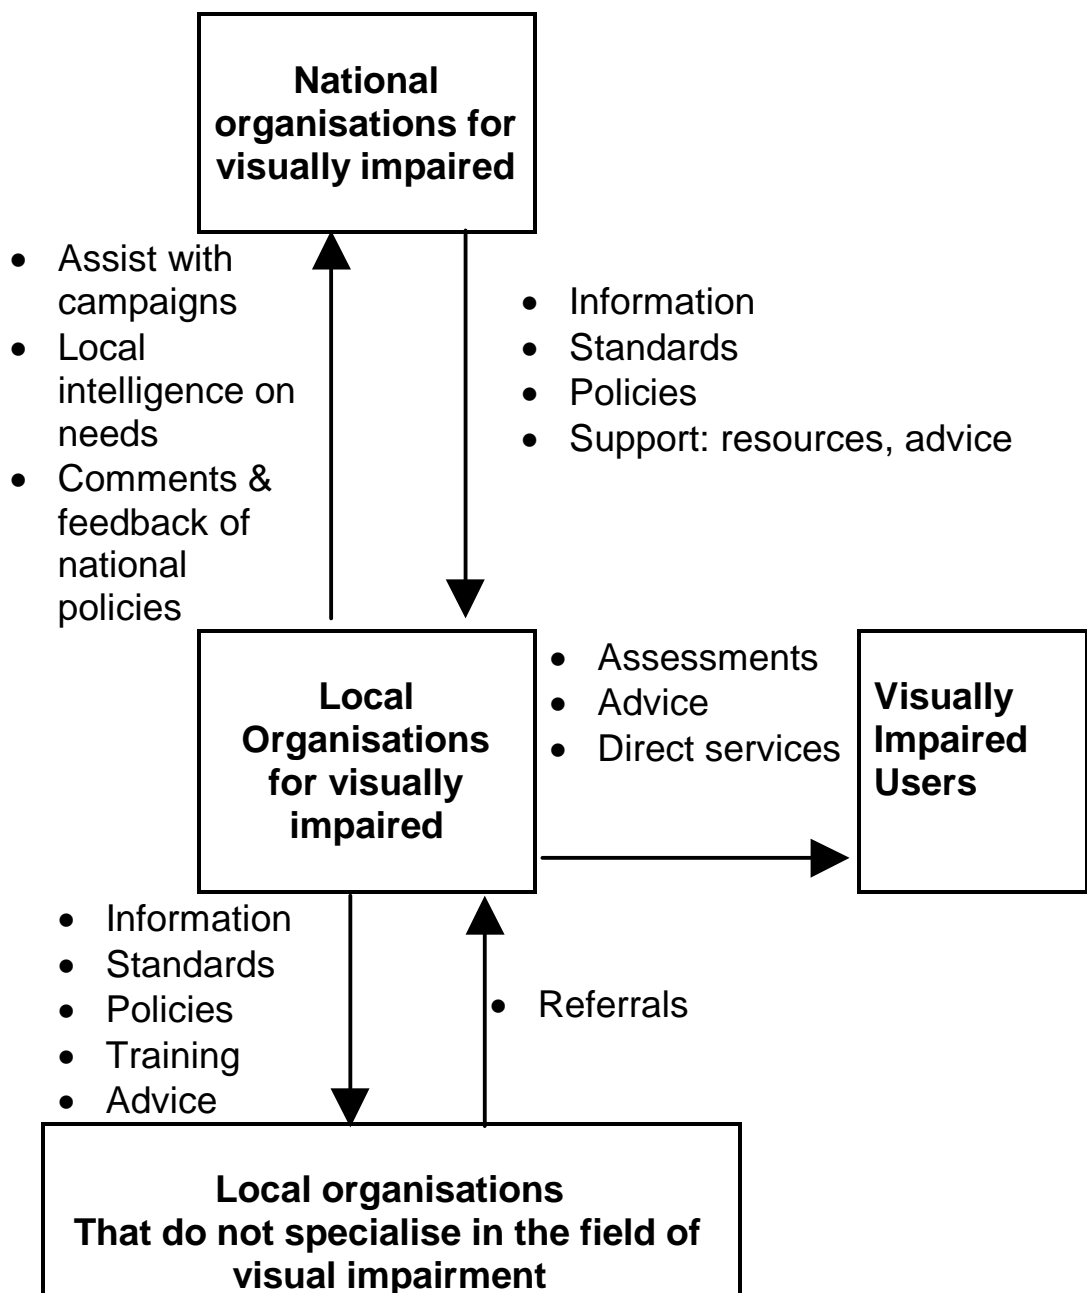 National
organisations for
visually impaired
• Assist with
campaigns
• Local
intelligence on
needs
• Comments &
feedback of
national
policies
• Information
• Standards
• Policies
• Support: resources, advice
Local
Organisations
for visually
impaired
• Assessments
• Advice
• Direct services
Visually
Impaired
Users
• Information
• Standards
• Policies
• Training
• Advice
• Referrals
Local organisations
That do not specialise in the field of
visual impairment